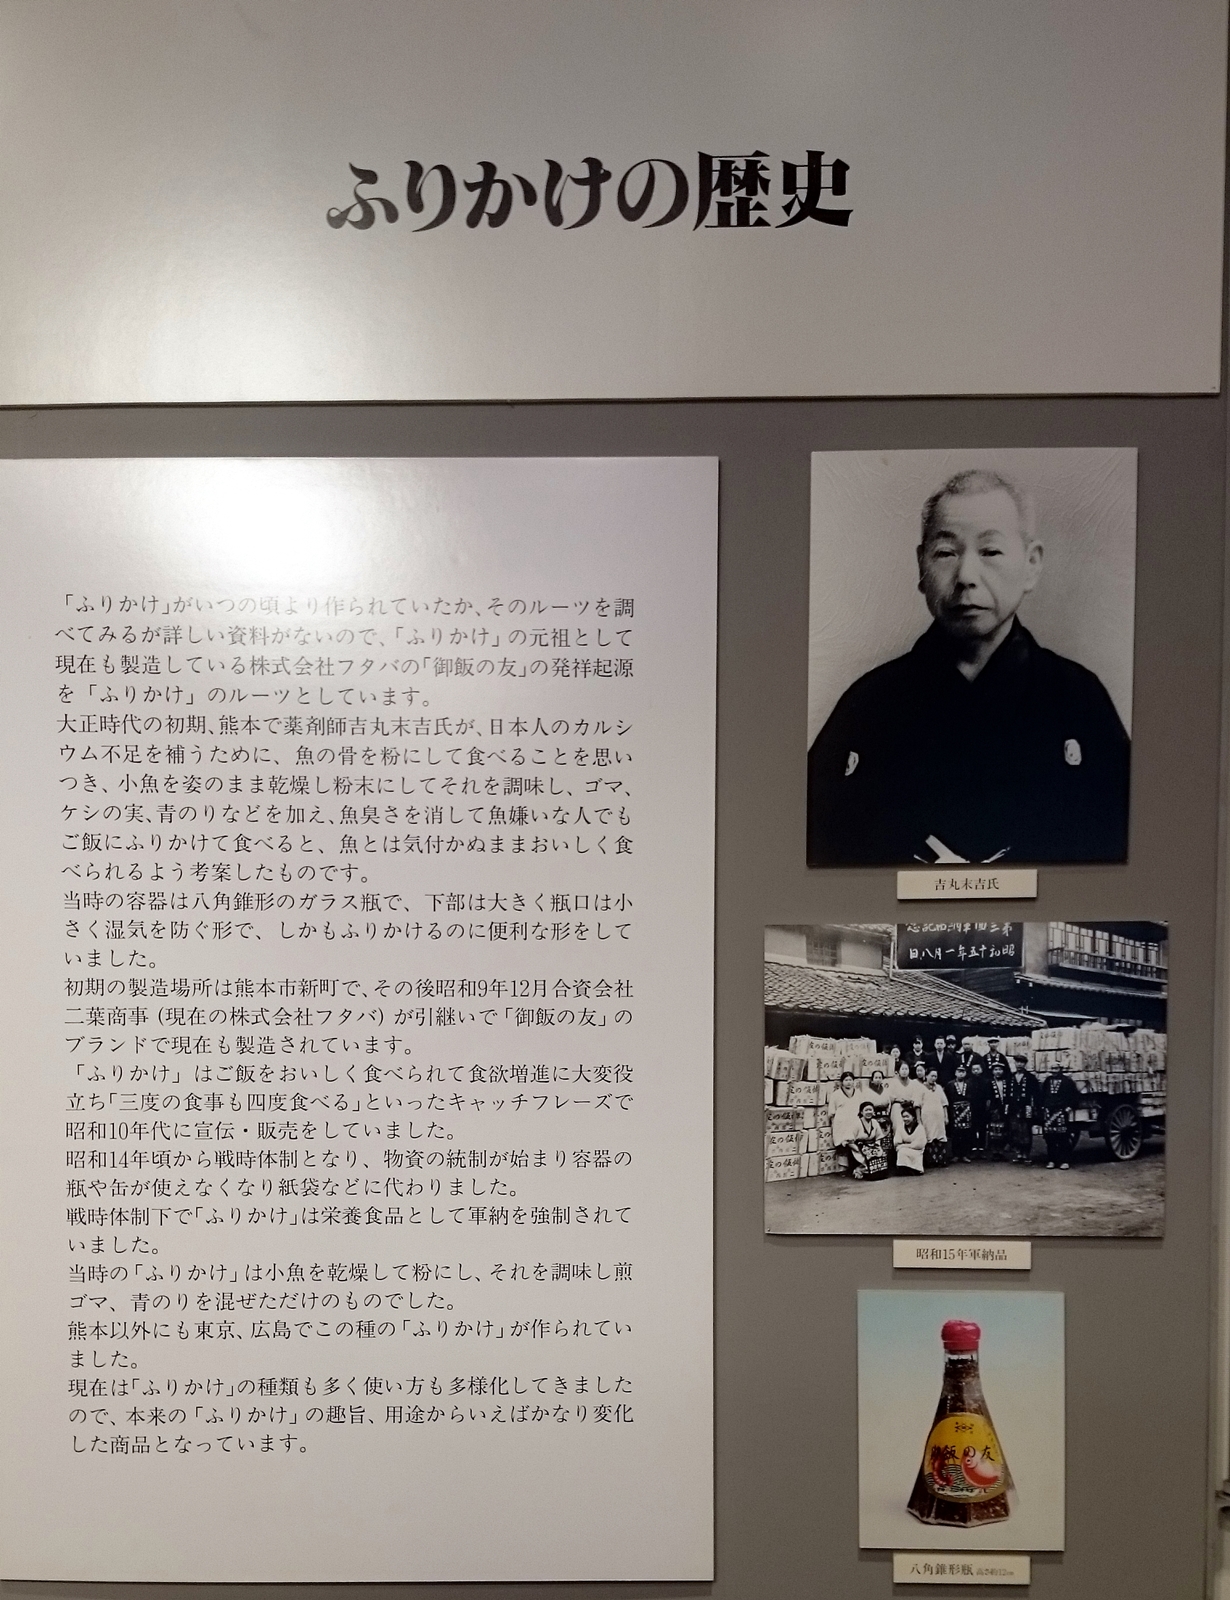 ふりかけの歴史
「ふりかけ」がいつの頃より作られていたか、そのルーツを調
べてみるが詳しい資料がないので、「ふりかけ」の元祖として
現在も製造している株式会社フタバの「御飯の友」の発祥起源
を「ふりかけ」のルーツとしています。
大正時代の初期、熊本で薬剤師吉丸末吉氏が、日本人のカルシ
ウム不足を補うために、魚の骨を粉にして食べることを思い
つき、小魚を姿のまま乾燥し粉末にしてそれを調味し、ゴマ、
ケシの実、青のりなどを加え、魚臭さを消して魚嫌いな人でも
ご飯にふりかけて食べると、魚とは気付かぬままおいしく食
べられるよう考案したものです。
当時の容器は八角錐形のガラス瓶で、下部は大きく瓶口は小
さく湿気を防ぐ形で、しかもふりかけるのに便利な形をして
いました。
初期の製造場所は熊本市新町で、その後昭和9年12月合資会社
二葉商事(現在の株式会社フタバ)が引継いで「御飯の友」の
ブランドで現在も製造されています。
「ふりかけ」はご飯をおいしく食べられて食欲増進に大変役
立ち「三度の食事も四度食べる」といったキャッチフレーズで
昭和10年代に宣伝・販売をしていました。
昭和14年頃から戦時体制となり、物資の統制が始まり容器の
瓶や缶が使えなくなり紙袋などに代わりました。
戦時体制下で「ふりかけ」は栄養食品として軍納を強制されて
いました。
当時の「ふりかけ」は小魚を乾燥して粉にし、それを調味し煎
ゴマ、青のりを混ぜただけのものでした。
熊本以外にも東京、広島でこの種の「ふりかけ」が作られてい
ました。
現在は「ふりかけ」の種類も多く使い方も多様化してきました
ので、本来の「ふりかけ」の趣旨、用途からいえばかなり変化
した商品となっています。
吉丸末吉氏
日八月一年五十和昭
昭和15年軍納品
御飯の友
八角錐形瓶 高さ約12cm